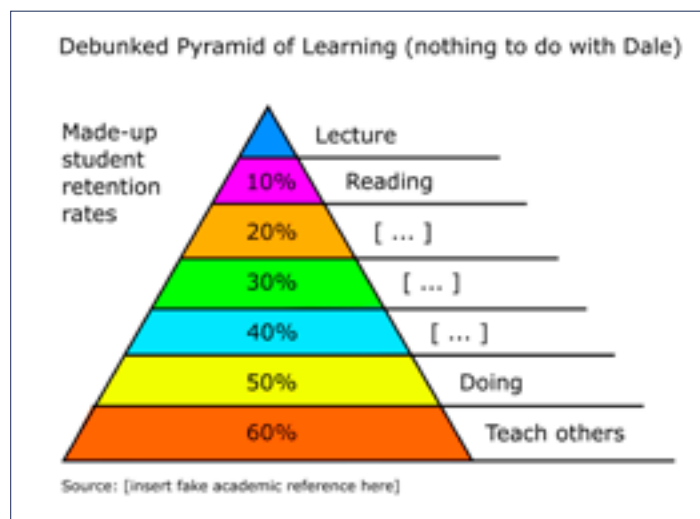 Debunked Pyramid of Learning (nothing to do with Dale)
Made-up
student
retention
rates
Lecture
10% Reading
20% [ ... ]
30% [ ... ]
40% [ ... ]
50% Doing
60% Teach others
Source: [insert fake academic reference here]